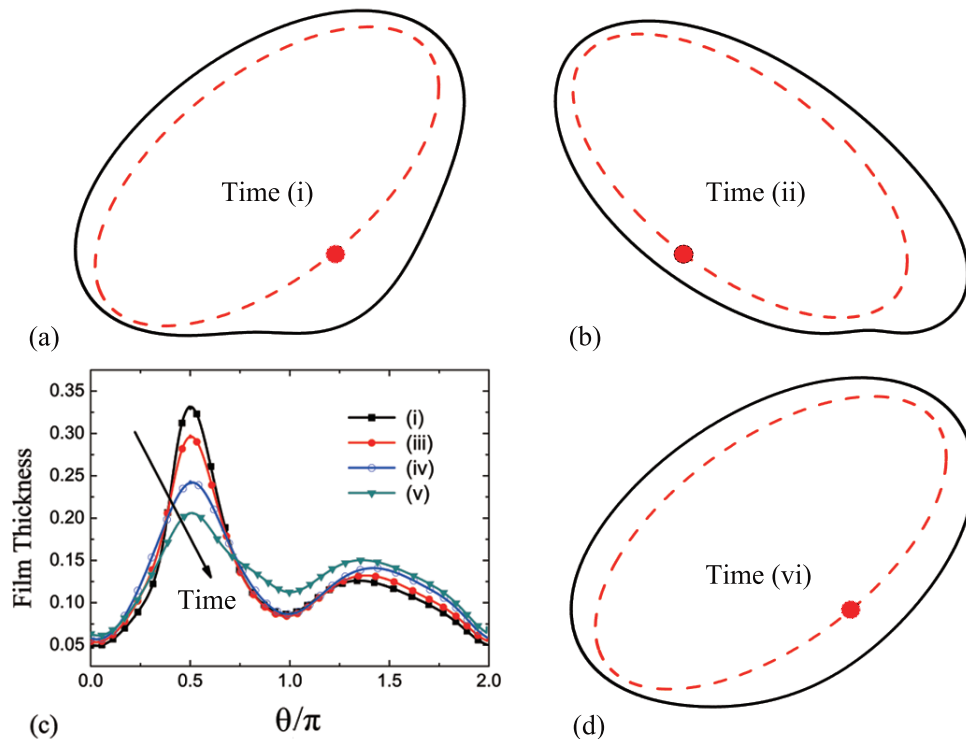 Time (i)
(a)
Time (ii)
(b)
Film Thickness
0.35
0.30
0.25
0.20
0.15
0.10
0.05
(i)
(iii)
(iv)
(v)
Time
0.0 0.5 1.0 1.5 2.0
θ/π
(c)
Time (vi)
(d)